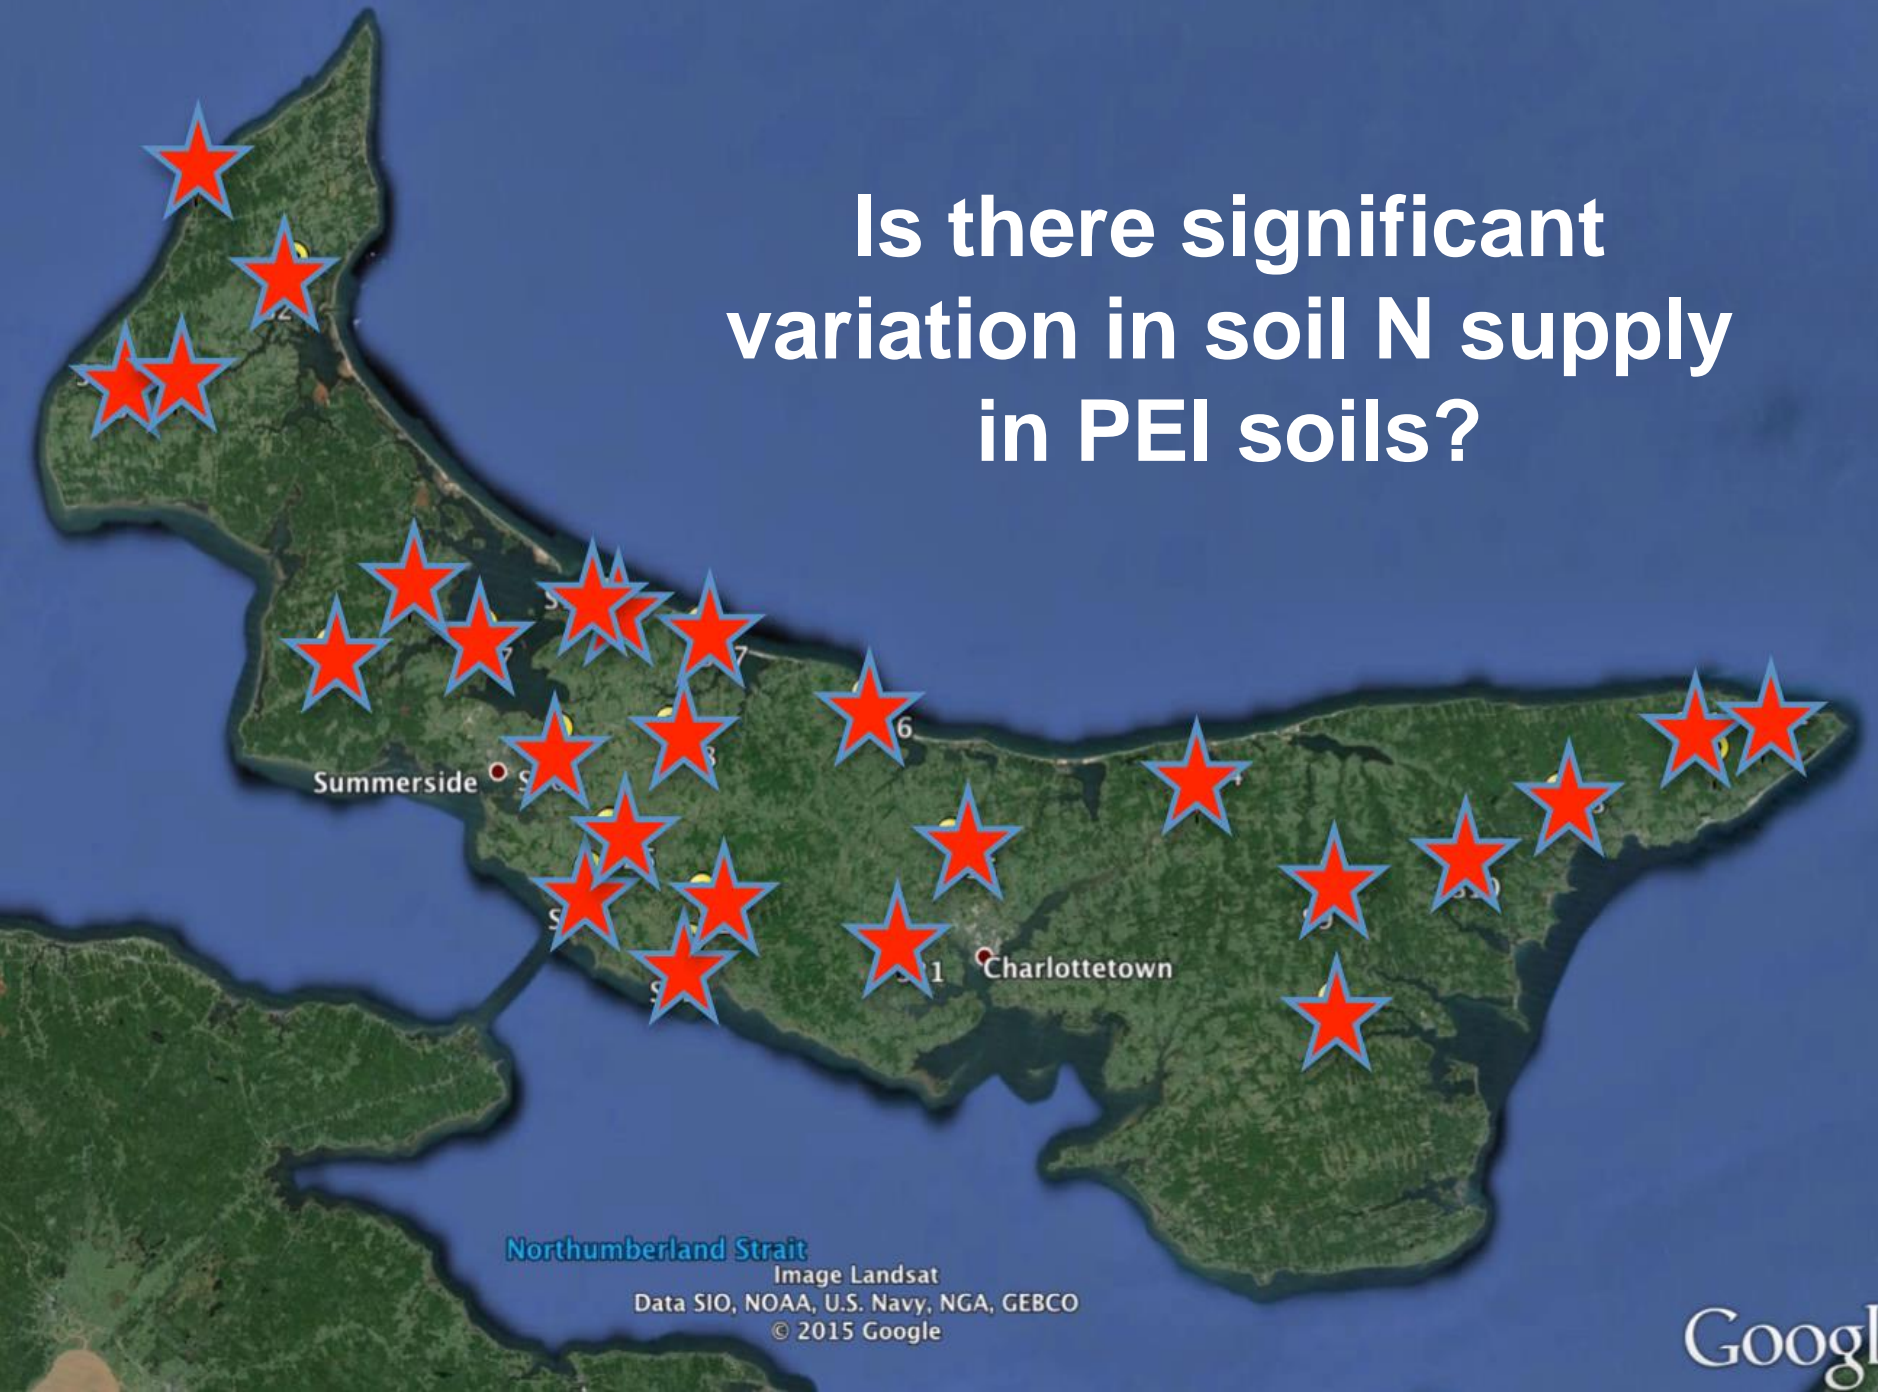 Is there significant
variation in soil N supply
in PEI soils?
Summerside
Charlottetown
Northumberland Strait
Image Landsat
Data SIO, NOAA, U.S. Navy, NGA, GEBCO
© 2015 Google